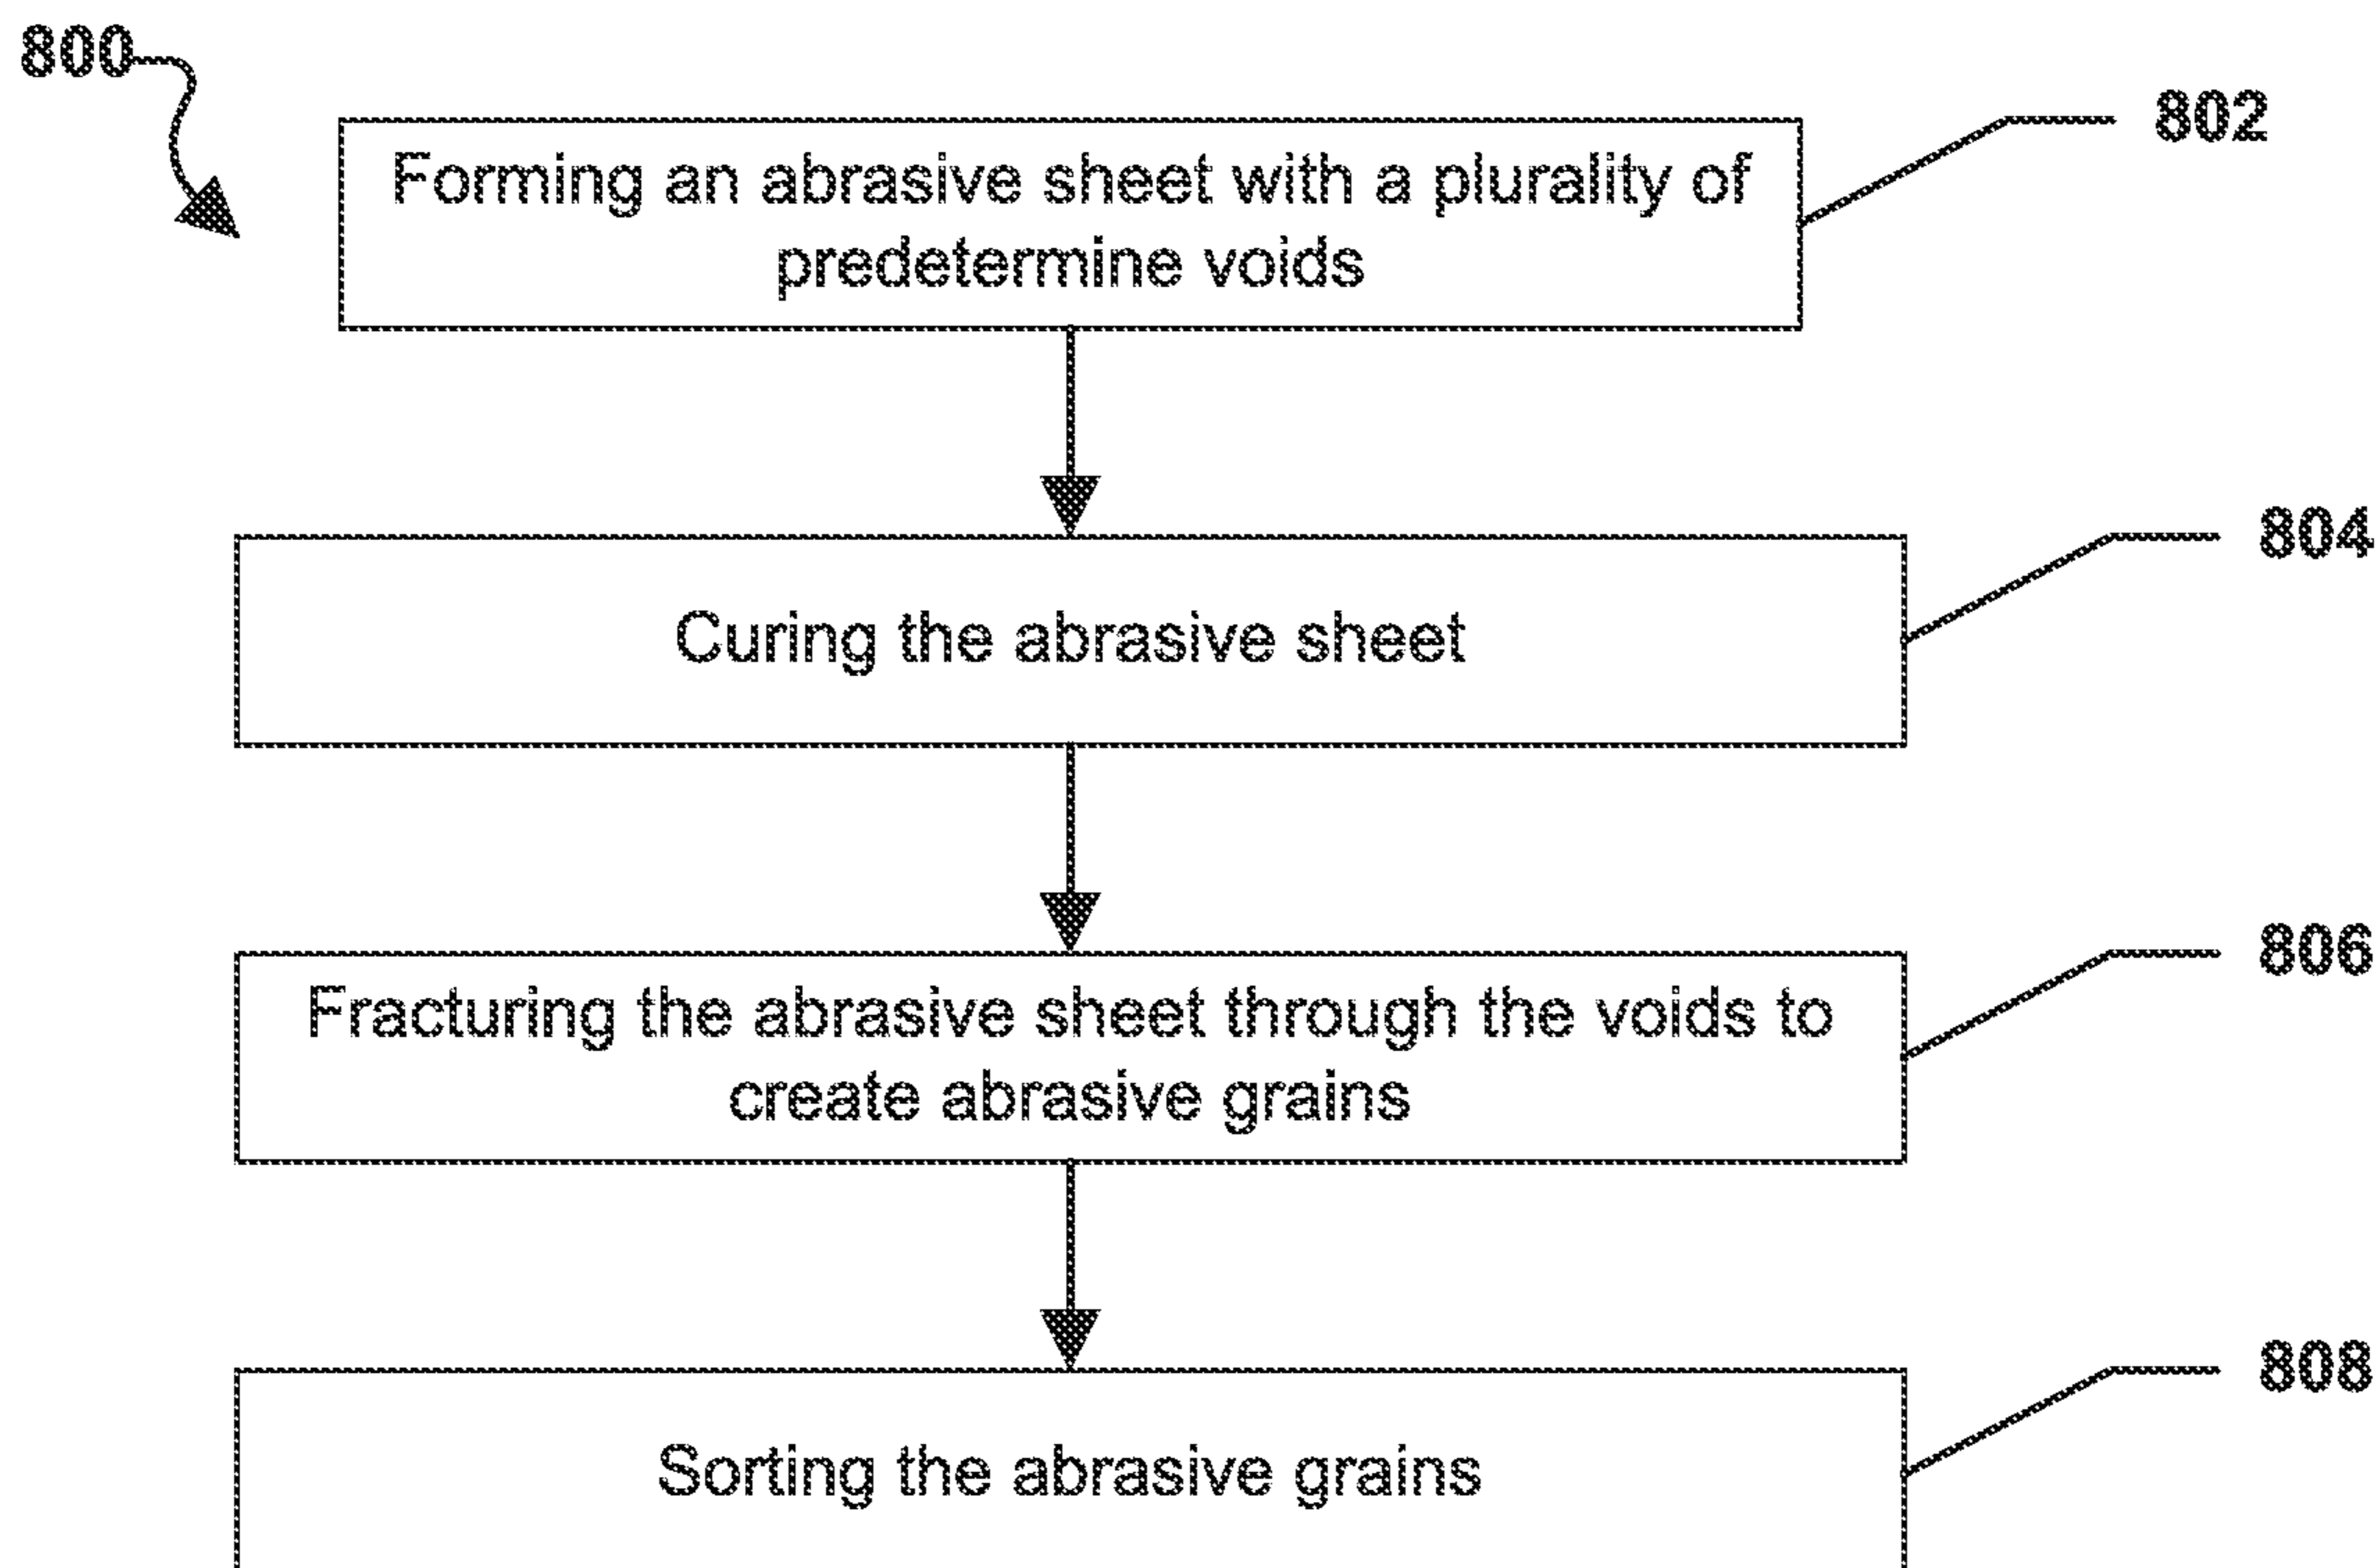 800
802
Forming an abrasive sheet with a plurality of
predetermine voids
804
Curing the abrasive sheet
806
Fracturing the abrasive sheet through the voids to
create abrasive grains
808
Sorting the abrasive grains